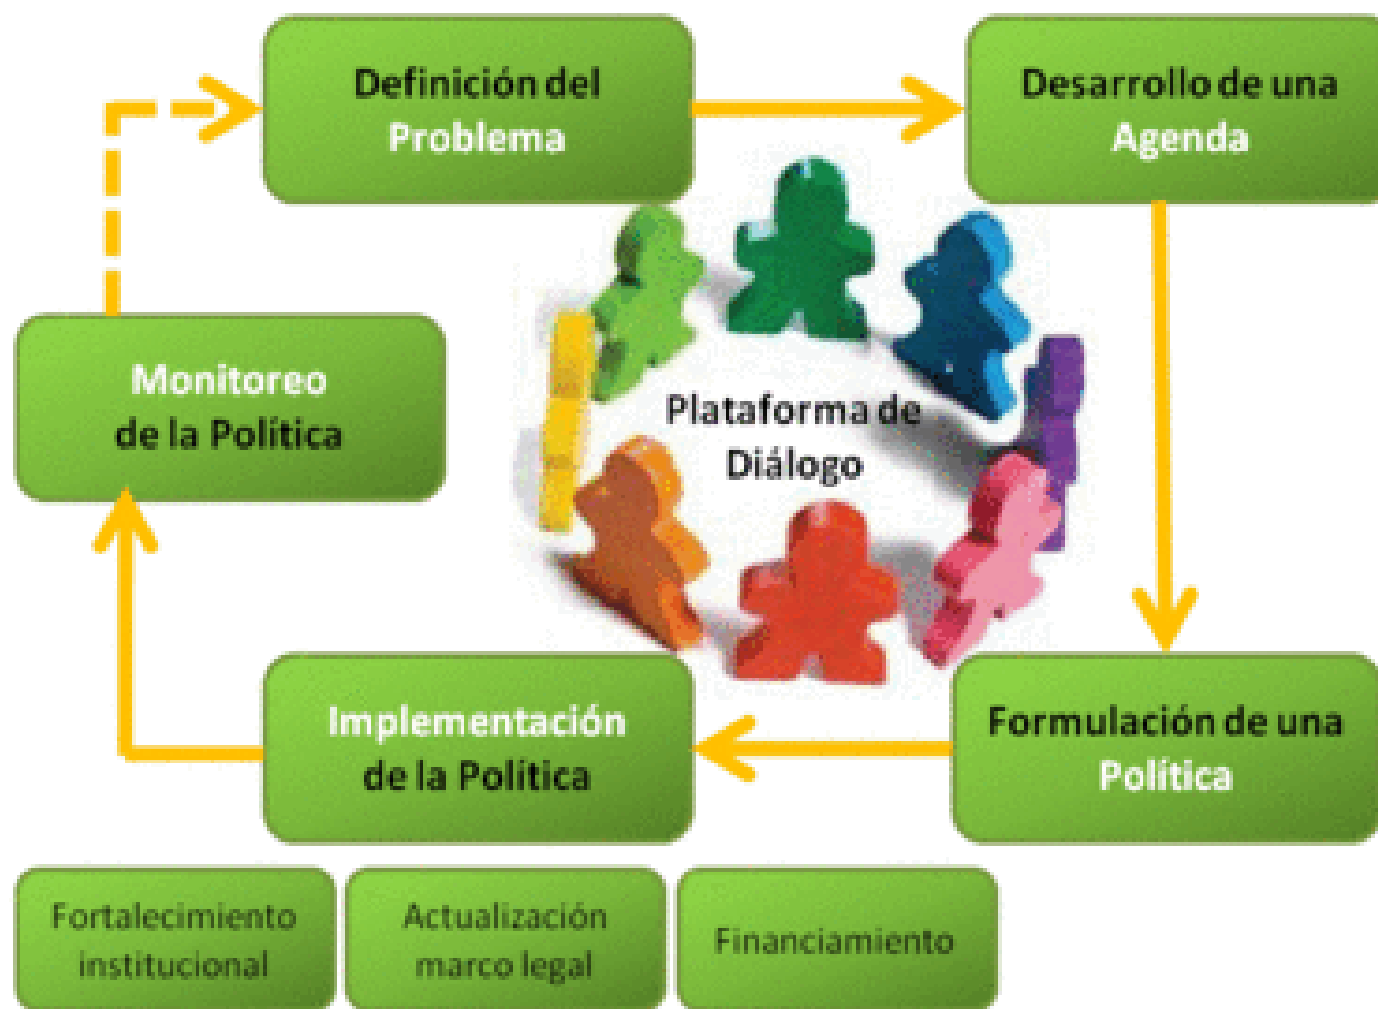 Definición del
Problema
Desarrollo de una
Agenda
Monitoreo
de la Política
Plataforma de
Diálogo
Implementación
de la Política
Formulación de una
Política
Fortalecimiento
institucional
Actualización
marco legal
Financiamiento